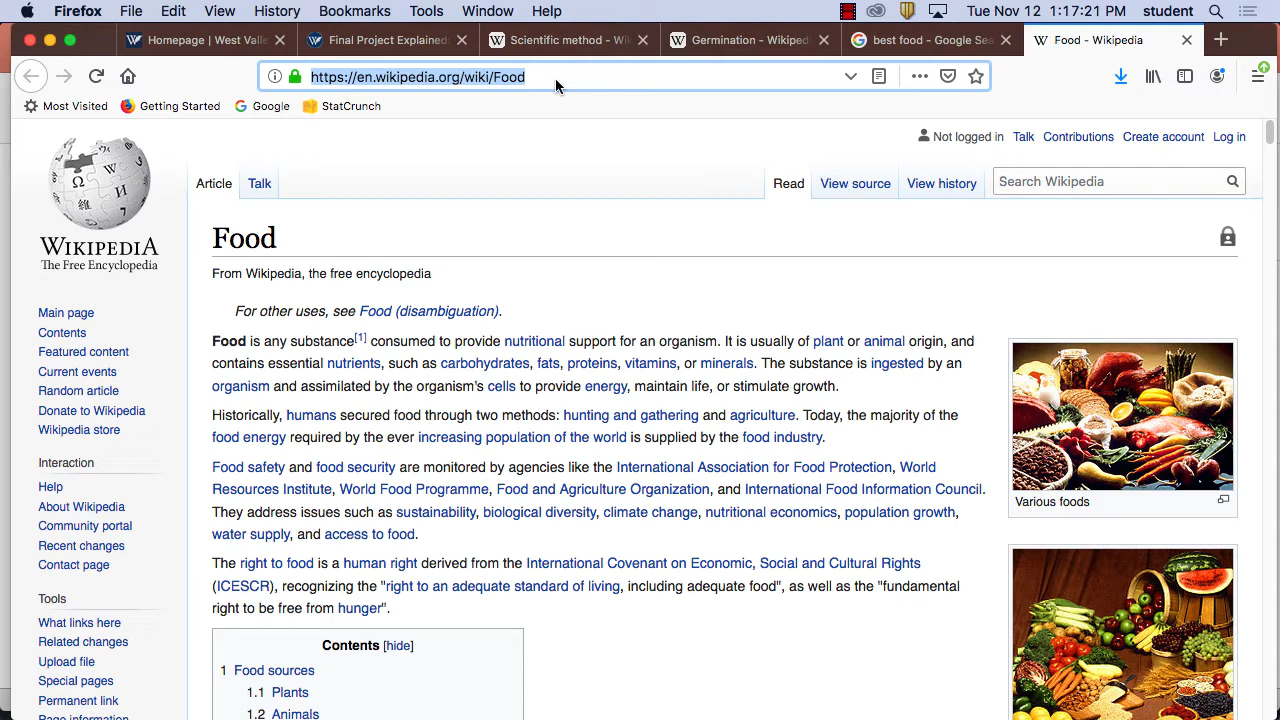 Firefox File Edit View History Bookmarks Tools Window Help Tue Nov 12 1:17:21 PM student
Homepage | West Valle Final Project Explained Scientific method - Wi Germination - Wikiped best food - Google Sea Food - Wikipedia
https://en.wikipedia.org/wiki/Food
Most Visited Getting Started Google StatCrunch
Not logged in Talk Contributions Create account Log in
Article Talk Read View source View history Search Wikipedia
WIKIPEDIA
The Free Encyclopedia
Main page
Contents
Featured content
Current events
Random article
Donate to Wikipedia
Wikipedia store
Interaction
Help
About Wikipedia
Community portal
Recent changes
Contact page
Tools
What links here
Related changes
Upload file
Special pages
Permanent link
Page information
Food
From Wikipedia, the free encyclopedia
For other uses, see Food (disambiguation).
Food is any substance[1] consumed to provide nutritional support for an organism. It is usually of plant or animal origin, and
contains essential nutrients, such as carbohydrates, fats, proteins, vitamins, or minerals. The substance is ingested by an
organism and assimilated by the organism's cells to provide energy, maintain life, or stimulate growth.
Historically, humans secured food through two methods: hunting and gathering and agriculture. Today, the majority of the
food energy required by the ever increasing population of the world is supplied by the food industry.
Food safety and food security are monitored by agencies like the International Association for Food Protection, World
Resources Institute, World Food Programme, Food and Agriculture Organization, and International Food Information Council.
They address issues such as sustainability, biological diversity, climate change, nutritional economics, population growth,
water supply, and access to food.
The right to food is a human right derived from the International Covenant on Economic, Social and Cultural Rights
(ICESCR), recognizing the "right to an adequate standard of living, including adequate food", as well as the "fundamental
right to be free from hunger".
Various foods
Contents [hide]
1 Food sources
1.1 Plants
1.2 Animals